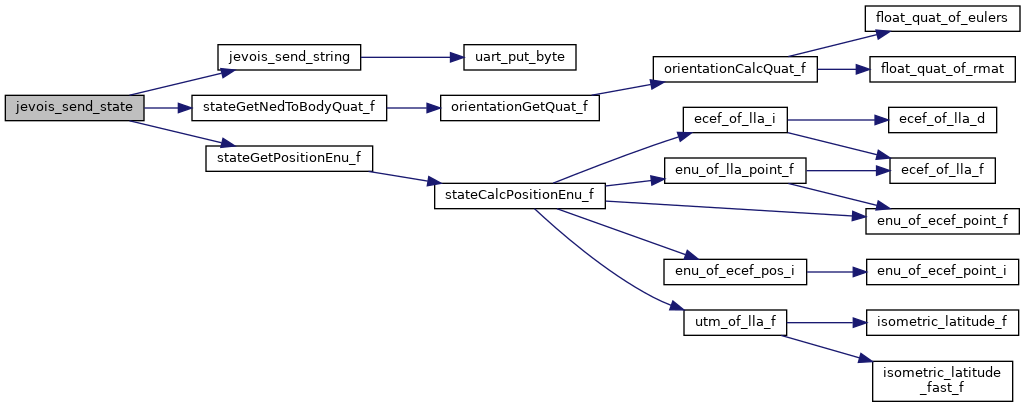 jevois_send_state
jevois_send_string
uart_put_byte
stateGetNedToBodyQuat_f
orientationGetQuat_f
orientationCalcQuat_f
float_quat_of_eulers
float_quat_of_rmat
stateGetPositionEnu_f
stateCalcPositionEnu_f
ecef_of_lla_i
ecef_of_lla_d
enu_of_lla_point_f
ecef_of_lla_f
enu_of_ecef_point_f
enu_of_ecef_pos_i
enu_of_ecef_point_i
utm_of_lla_f
isometric_latitude_f
isometric_latitude
_fast_f